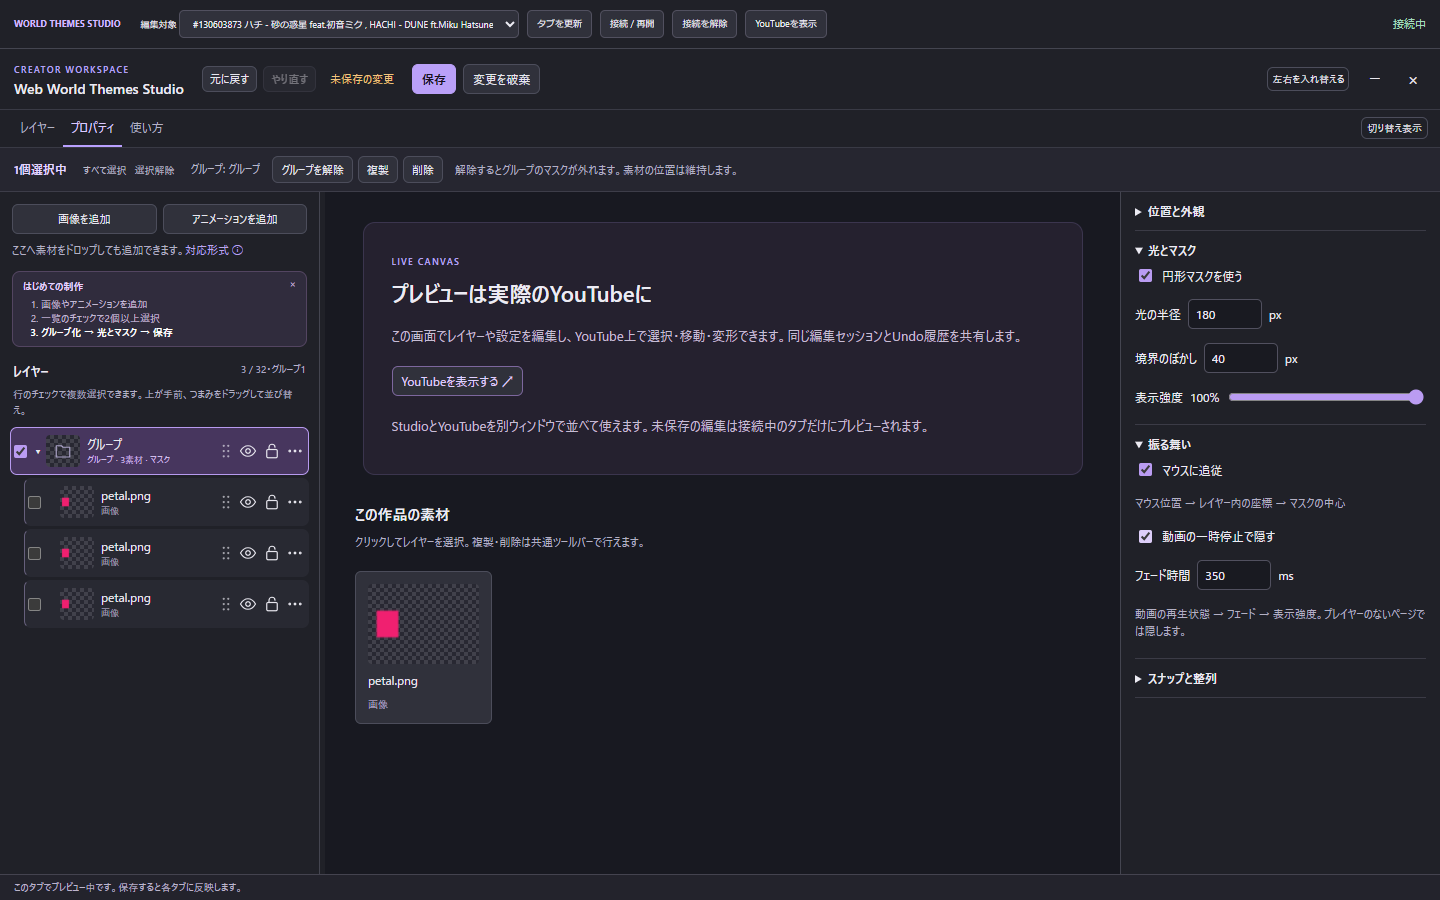 WORLD THEMES STUDIO 編集対象 #130603873 ハチ - 砂の惑星 feat.初音ミク , HACHI - DUNE ft.Miku Hatsune タブを更新 接続 / 再開 接続を解除 YouTubeを表示 接続中
CREATOR WORKSPACE
Web World Themes Studio 元に戻す やり直す 未保存の変更 保存 変更を破棄 左右を入れ替える
レイヤー プロパティ 使い方 切り替え表示
1個選択中 すべて選択 選択解除 グループ: グループ グループを解除 複製 削除 解除するとグループのマスクが外れます。素材の位置は維持します。
画像を追加 アニメーションを追加
ここへ素材をドロップしても追加できます。対応形式 ⓘ
はじめての制作 ×
1. 画像やアニメーションを追加
2. 一覧のチェックで2個以上選択
3. グループ化 → 光とマスク → 保存
レイヤー 3 / 32・グループ1
行のチェックで複数選択できます。上が手前、つまみをドラッグして並び替
え。
グループ
グループ · 3素材 · マスク
petal.png
画像
petal.png
画像
petal.png
画像
LIVE CANVAS
プレビューは実際のYouTubeに
この画面でレイヤーや設定を編集し、YouTube上で選択・移動・変形できます。同じ編集セッションとUndo履歴を共有します。
YouTubeを表示する ↗
StudioとYouTubeを別ウィンドウで並べて使えます。未保存の編集は接続中のタブだけにプレビューされます。
この作品の素材
クリックしてレイヤーを選択。複製・削除は共通ツールバーで行えます。
petal.png
画像
位置と外観
光とマスク
円形マスクを使う
光の半径 180 px
境界のぼかし 40 px
表示強度 100%
振る舞い
マウスに追従
マウス位置 → レイヤー内の座標 → マスクの中心
動画の一時停止で隠す
フェード時間 350 ms
動画の再生状態 → フェード → 表示強度。プレイヤーのないページで
は隠します。
スナップと整列
このタブでプレビュー中です。保存すると各タブに反映します。